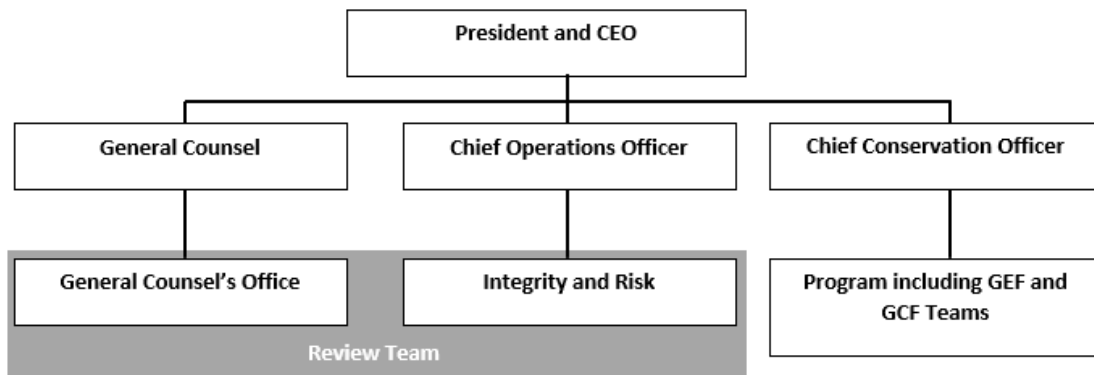 President and CEO
General Counsel
Chief Operations Officer
Chief Conservation Officer
General Counsel’s Office
Integrity and Risk
Program including GEF and
GCF Teams
Review Team